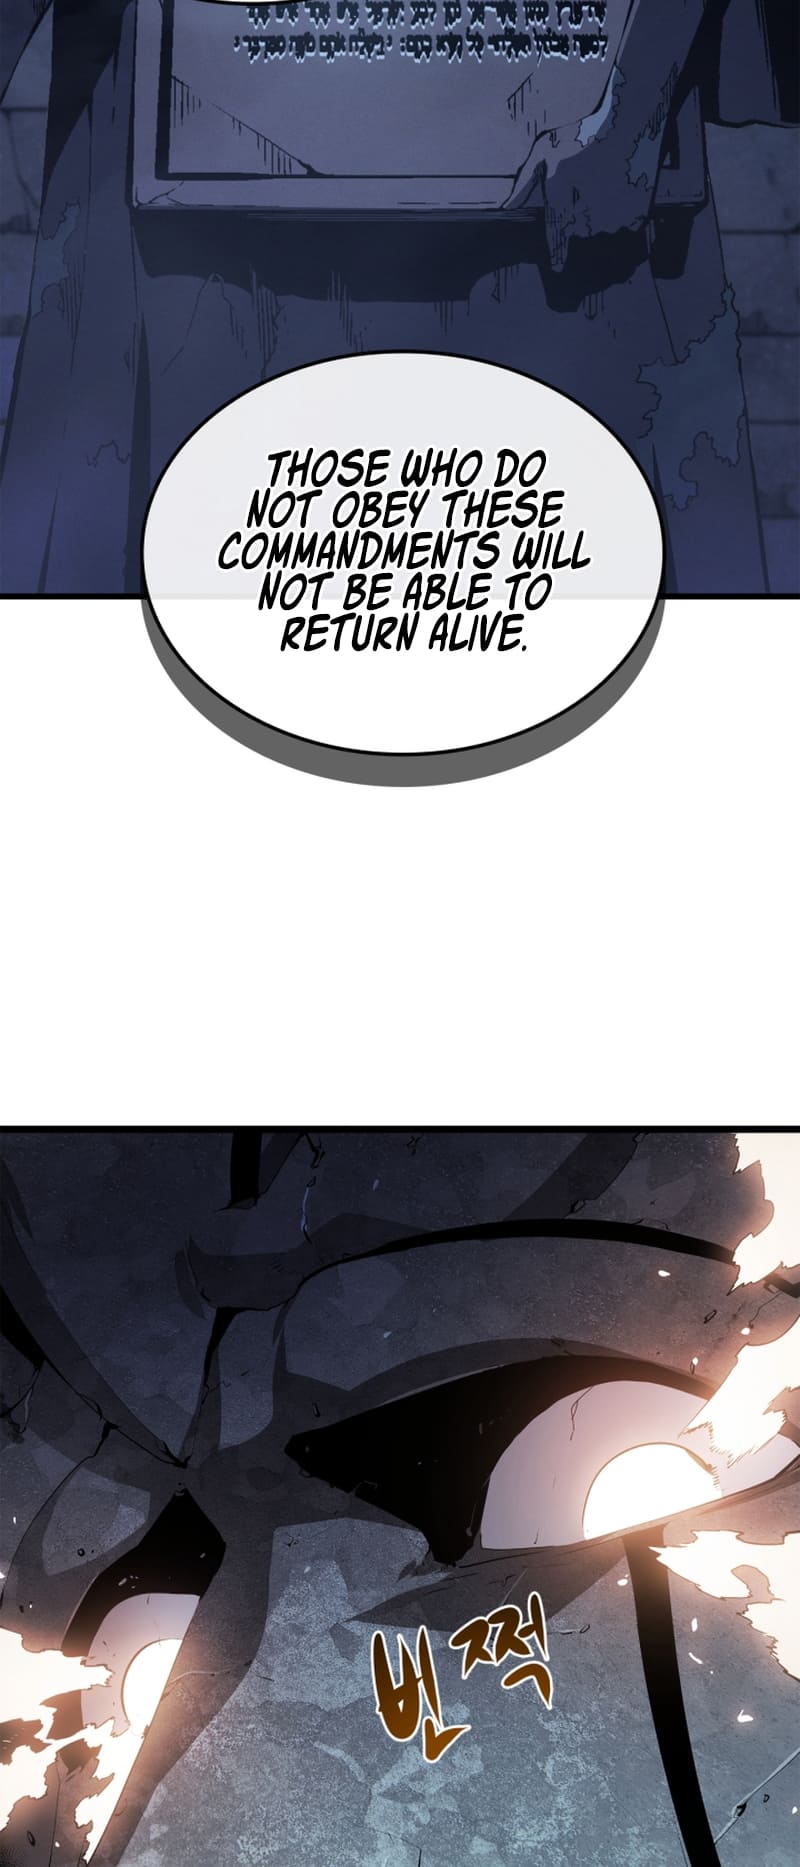 THOSE WHO DO
NOT OBEY THESE
COMMANDMENTS WILL
NOT BE ABLE TO
RETURN ALIVE.
번쩍